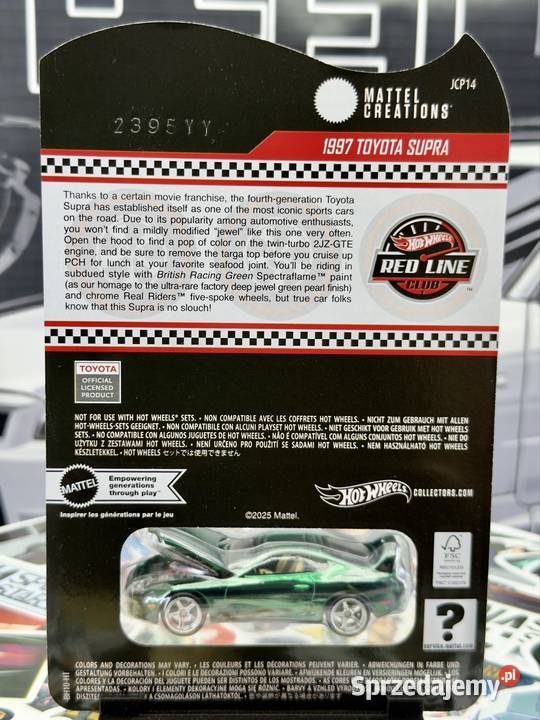 JCP14
MATTEL
CREATIONS
2395YY
1997 TOYOTA SUPRA
Thanks to a certain movie franchise, the fourth-generation Toyota
Supra has established itself as one of the most iconic sports cars
on the road. Due to its popularity among automotive enthusiasts,
you won't find a mildly modified "jewel" like this one very often.
Open the hood to find a pop of color on the twin-turbo 2JZ-GTE
engine, and be sure to remove the targa top before you cruise up
PCH for lunch at your favorite seafood joint. You'll be riding in
subdued style with British Racing Green Spectraflame™ paint
(as our homage to the ultra-rare factory deep jewel green pearl finish)
and chrome Real Riders™ five-spoke wheels, but true car folks
know that this Supra is no slouch!
Hot Wheels
RED LINE
CLUB
TOYOTA
OFFICIAL
LICENSED
PRODUCT
NOT FOR USE WITH HOT WHEELS® SETS. • NON COMPATIBLE AVEC LES COFFRETS HOT WHEELS. • NICHT ZUM GEBRAUCH MIT ALLEN
HOT-WHEELS-SETS GEEIGNET. • NON COMPATIBILE CON ALCUNI PLAYSET HOT WHEELS. • NIET GESCHIKT VOOR GEBRUIK MET HOT WHEELS
SETS. • NO COMPATIBLE CON ALGUNOS JUGUETES DE HOT WHEELS. • NÃO É COMPATÍVEL COM ALGUNS CONJUNTOS HOT WHEELS. • NIE DO
UŻYTKU Z ZESTAWAMI HOT WHEELS. • NENÍ URČENO PRO POUŽITÍ SE SADAMI HOT WHEELS. • NEM HASZNÁLHATÓ HOT WHEELS
KÉSZLETEKKEL. • HOT WHEELS セットでは使用できません
MATTEL
Empowering
generations
through play™
Inspirer les générations par le jeu
Hot Wheels COLLECTORS.COM
©2025 Mattel.
FSC
?
service.mattel.com
COLORS AND DECORATIONS MAY VARY. • LES COULEURS ET LES DÉCORATIONS PEUVENT VARIER. • ABWEICHUNGEN IN FARBE UND
GESTALTUNG VORBEHALTEN. • I COLORI E LE DECORAZIONI POSSONO VARIARE. • AFWIJKENDE KLEUREN EN VERSIERINGEN MOGELIJK. • LOS
COLORES Y LA DECORACIÓN PUEDEN SER DISTINTOS DE LOS MOSTRADOS. • AS CORES
APRESENTADAS. • KOLORY I ELEMENTY DEKORACYJNE MOGĄ SIĘ RÓŻNIĆ. • BARVY A VZHLED
A CSOMAGOLÁSON LÁTHATÓKTÓL.
Sprzedajemy.pl